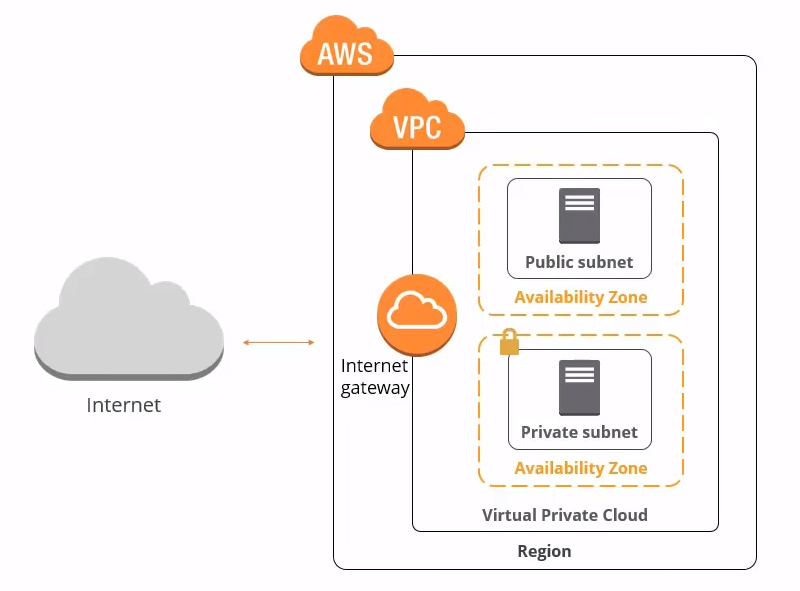 AWS
VPC
Public subnet
Availability Zone
Internet
gateway
Internet
Private subnet
Availability Zone
Virtual Private Cloud
Region